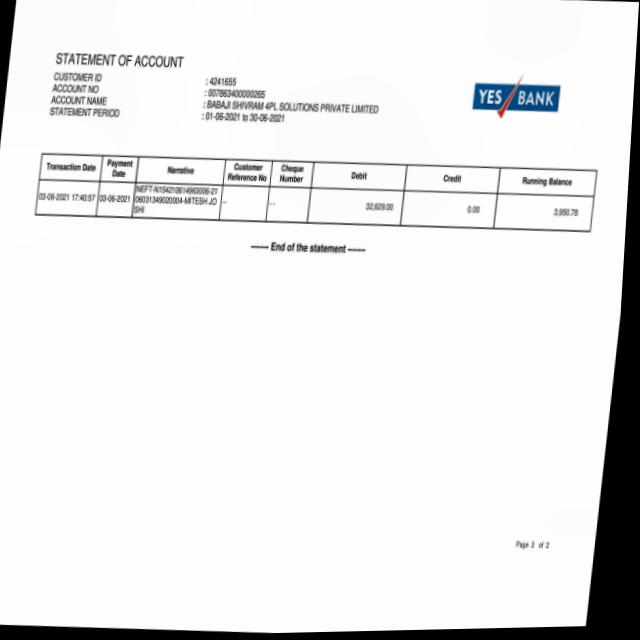 STATEMENT OF ACCOUNT
CUSTOMER ID : 4241655
ACCOUNT NO : 007863400000265
ACCOUNT NAME : BABAJI SHIVRAM 4PL SOLUTIONS PRIVATE LIMITED
STATEMENT PERIOD : 01-06-2021 to 30-06-2021
YES BANK
Transaction Date Payment Date Narrative Customer Reference No Cheque Number Debit Credit Running Balance
03-06-2021 17:40:57 03-06-2021 NEFT-N154210614963006-21 -- -- 32,629.00 0.00 3,950.78
06031349020004-MITESH JO
SHI
------- End of the statement -------
Page 2 of 2